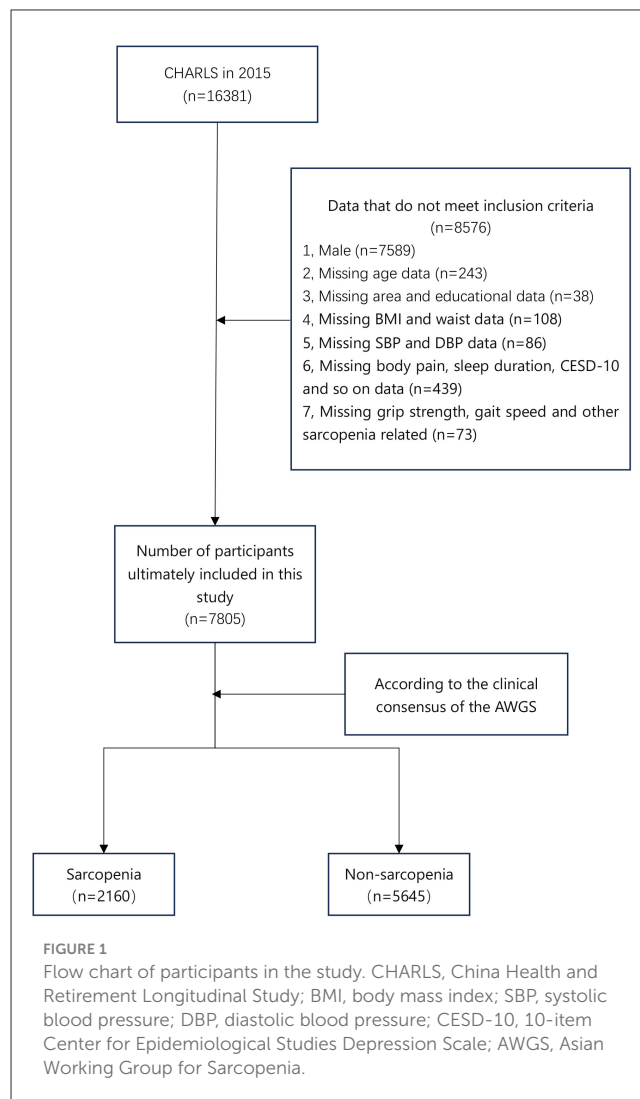 CHARLS in 2015
(n=16381)
Data that do not meet inclusion criteria
(n=8576)
1, Male (n=7589)
2, Missing age data (n=243)
3, Missing area and educational data (n=38)
4, Missing BMI and waist data (n=108)
5, Missing SBP and DBP data (n=86)
6, Missing body pain, sleep duration, CESD-10
and so on data (n=439)
7, Missing grip strength, gait speed and other
sarcopenia related (n=73)
Number of participants
ultimately included in this
study
(n=7805)
According to the clinical
consensus of the AWGS
Sarcopenia
(n=2160)
Non-sarcopenia
(n=5645)
FIGURE 1
Flow chart of participants in the study. CHARLS, China Health and
Retirement Longitudinal Study; BMI, body mass index; SBP, systolic
blood pressure; DBP, diastolic blood pressure; CESD-10, 10-item
Center for Epidemiological Studies Depression Scale; AWGS, Asian
Working Group for Sarcopenia.